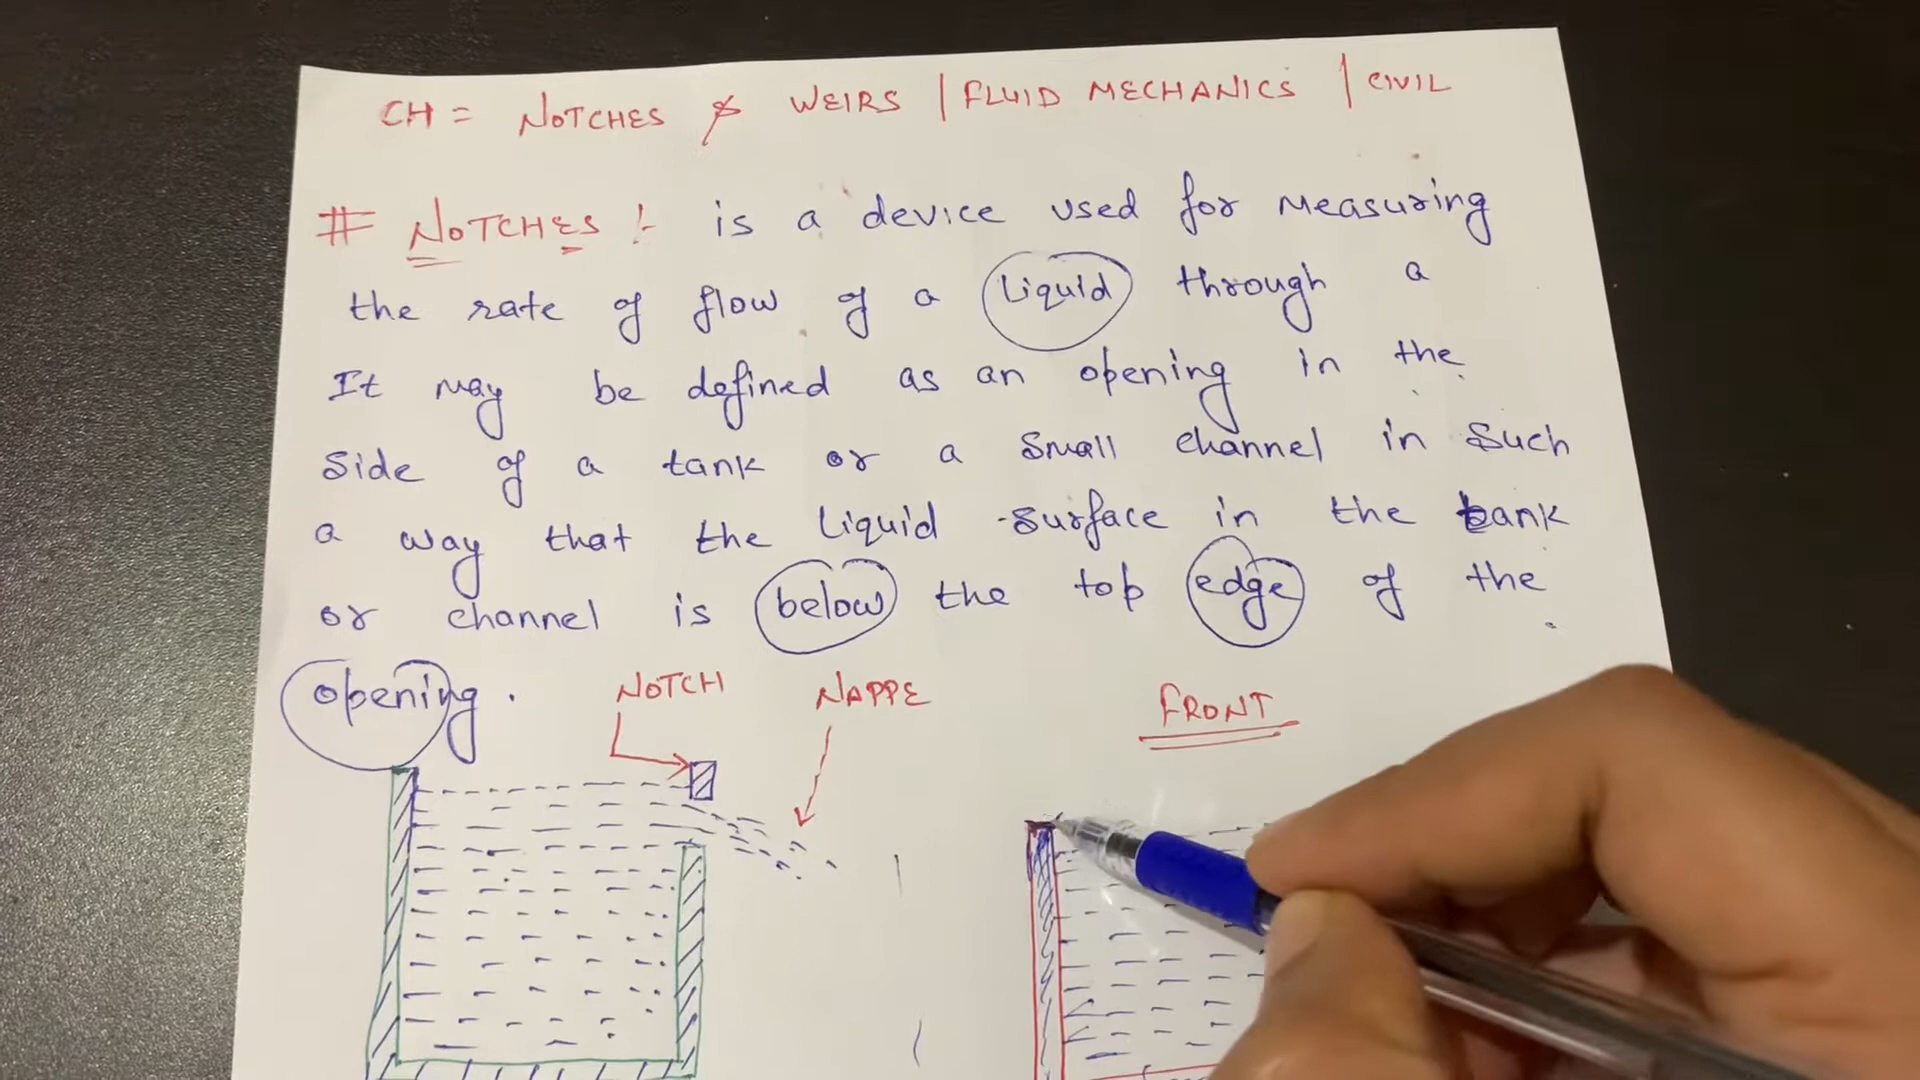 CH = NOTCHES & WEIRS | FLUID MECHANICS | CIVIL
# NOTCHES :- is a device used for measuring
the rate of flow of a liquid through a
It may be defined as an opening in the
side of a tank or a small channel in such
a way that the liquid surface in the tank
or channel is below the top edge of the
opening.
NOTCH NAPPE FRONT